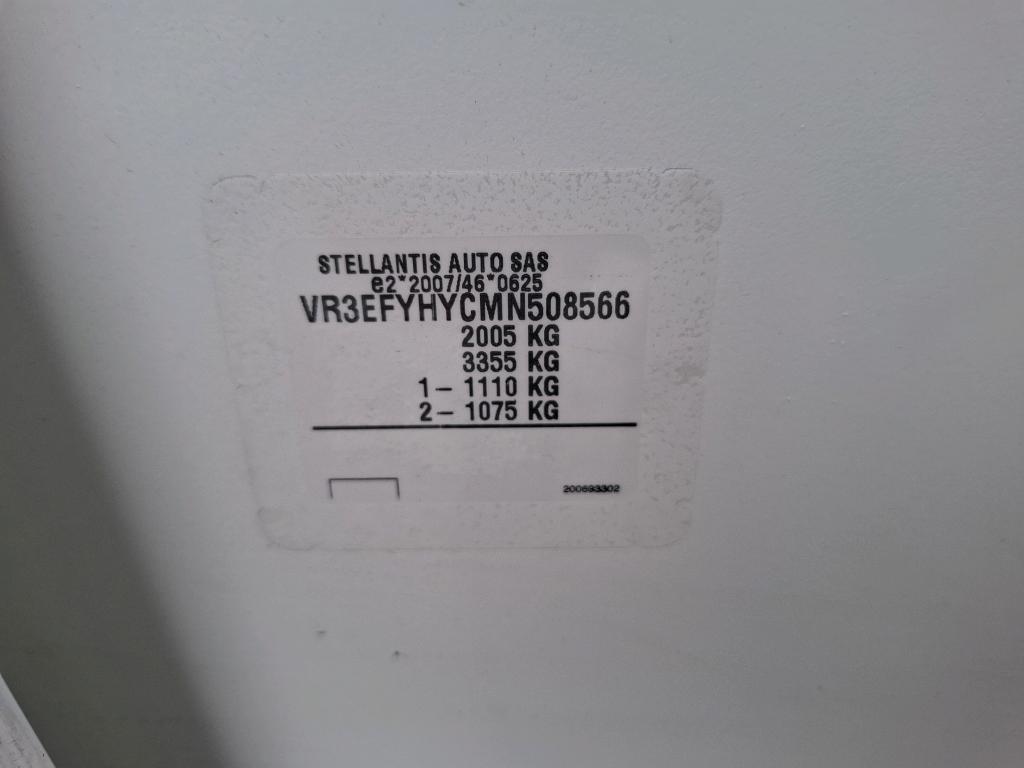 STELLANTIS AUTO SAS
e2*2007/46*0625
VR3EFYHYCMN508566
2005 KG
3355 KG
1- 1110 KG
2- 1075 KG
200693302